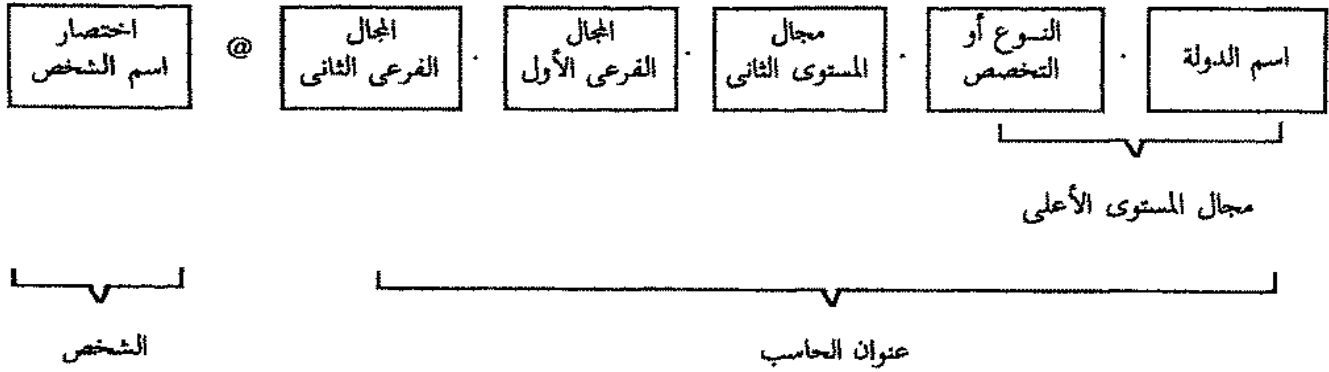 اسم الدولة
.
النـوع أو
التخصص
.
مجال
المستوى الثانى
.
المجال
الفرعى الأول
.
المجال
الفرعى الثانى
@
اختصار
اسم الشخص
مجال المستوى الأعلى
عنوان الحاسب
الشخص